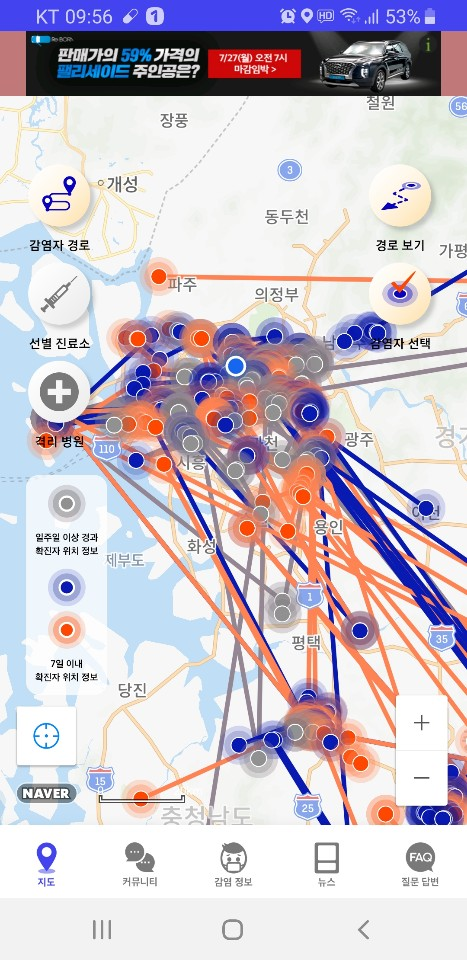 KT 09:56 1 HD 53%
Re:BORN
판매가의 59% 가격의
팰리세이드 주인공은?
7/27(월) 오전 7시
마감임박 >
철원
장풍
56
3
개성
동두천
감염자 경로
경로 보기
가평
파주
의정부
선별 진료소
감염자 선택
격리 병원
광주
110
시흥
일주일 이상 경과
확진자 위치 정보
이천
용인
화성
제부도
1
35
평택
7일 이내
확진자 위치 정보
당진
+
15
−
NAVER
0
25
충청남도
지도
커뮤니티
감염 정보
뉴스
FAQ
질문 답변